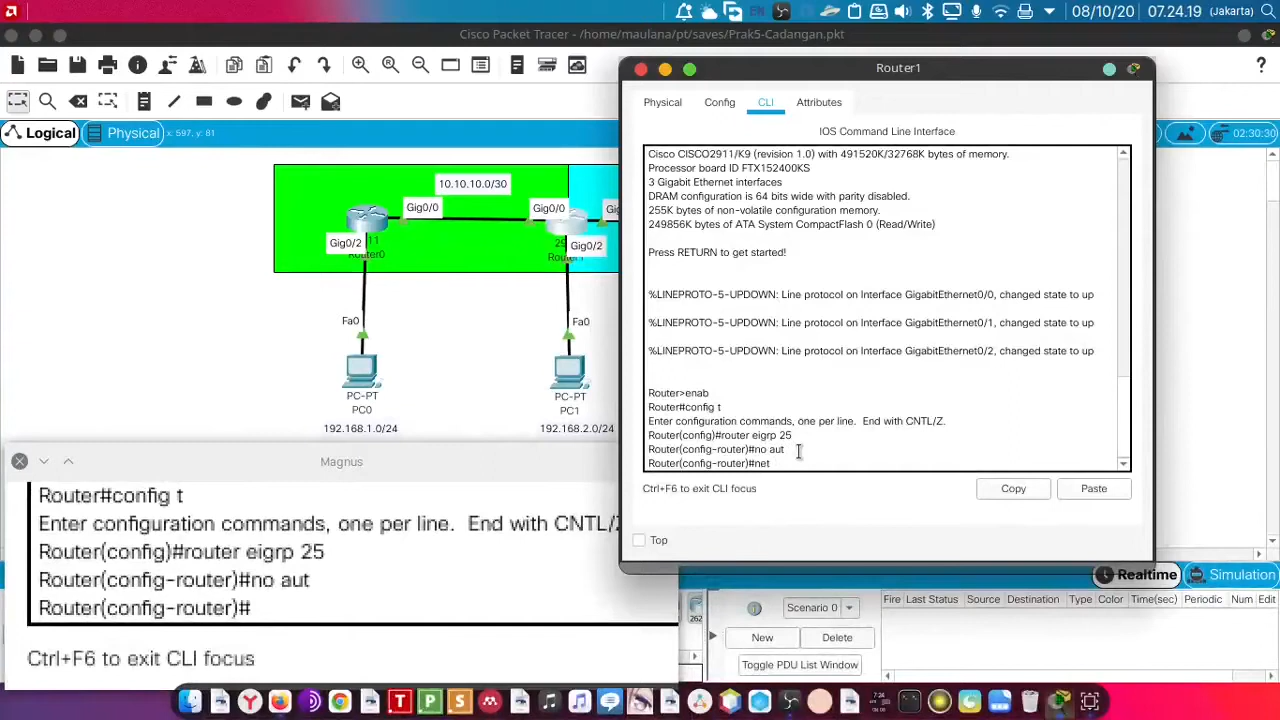 EN
08/10/20
07.24.19
(Jakarta)
Cisco Packet Tracer - /home/maulana/pt/saves/Prak5-Cadangan.pkt
Logical
Physical
x: 597, y: 81
02:30:30
10.10.10.0/30
Gig0/0
Gig0/0
Gig0/2
11
Router0
Gig0/2
Fa0
Fa0
PC-PT
PC0
192.168.1.0/24
PC-PT
PC1
192.168.2.0/24
Router1
Physical
Config
CLI
Attributes
IOS Command Line Interface
Cisco CISCO2911/K9 (revision 1.0) with 491520K/32768K bytes of memory.
Processor board ID FTX152400KS
3 Gigabit Ethernet interfaces
DRAM configuration is 64 bits wide with parity disabled.
255K bytes of non-volatile configuration memory.
249856K bytes of ATA System CompactFlash 0 (Read/Write)
Press RETURN to get started!
%LINEPROTO-5-UPDOWN: Line protocol on Interface GigabitEthernet0/0, changed state to up
%LINEPROTO-5-UPDOWN: Line protocol on Interface GigabitEthernet0/1, changed state to up
%LINEPROTO-5-UPDOWN: Line protocol on Interface GigabitEthernet0/2, changed state to up
Router>enab
Router#config t
Enter configuration commands, one per line. End with CNTL/Z.
Router(config)#router eigrp 25
Router(config-router)#no aut
Router(config-router)#net
Ctrl+F6 to exit CLI focus
Copy
Paste
Top
Magnus
Router#config t
Enter configuration commands, one per line. End with CNTL/Z
Router(config)#router eigrp 25
Router(config-router)#no aut
Router(config-router)#
Ctrl+F6 to exit CLI focus
Realtime
Simulation
262
Scenario 0
New
Delete
Toggle PDU List Window
Fire
Last Status
Source
Destination
Type
Color
Time(sec)
Periodic
Num
Edit